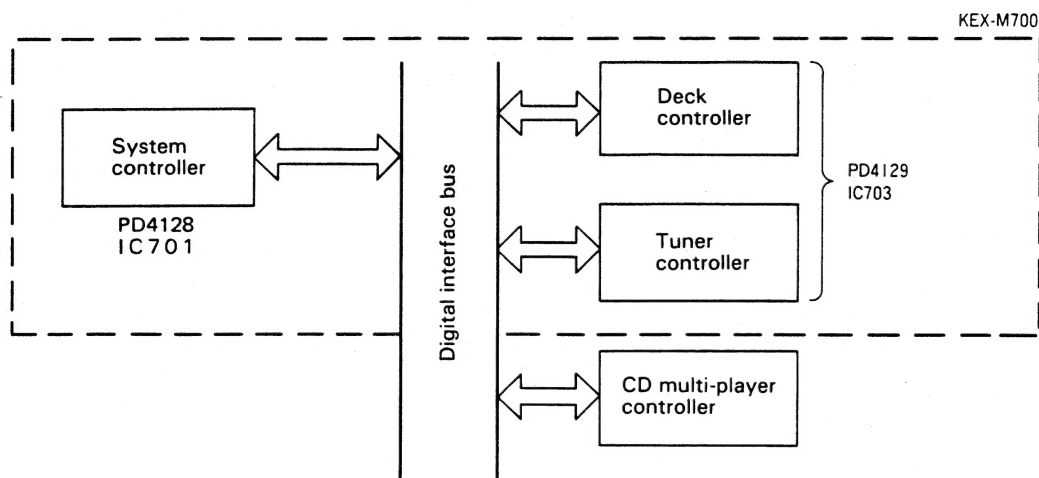 KEX-M700
System
controller
PD4128
IC701
Digital interface bus
Deck
controller
Tuner
controller
PD4129
IC703
CD multi-player
controller